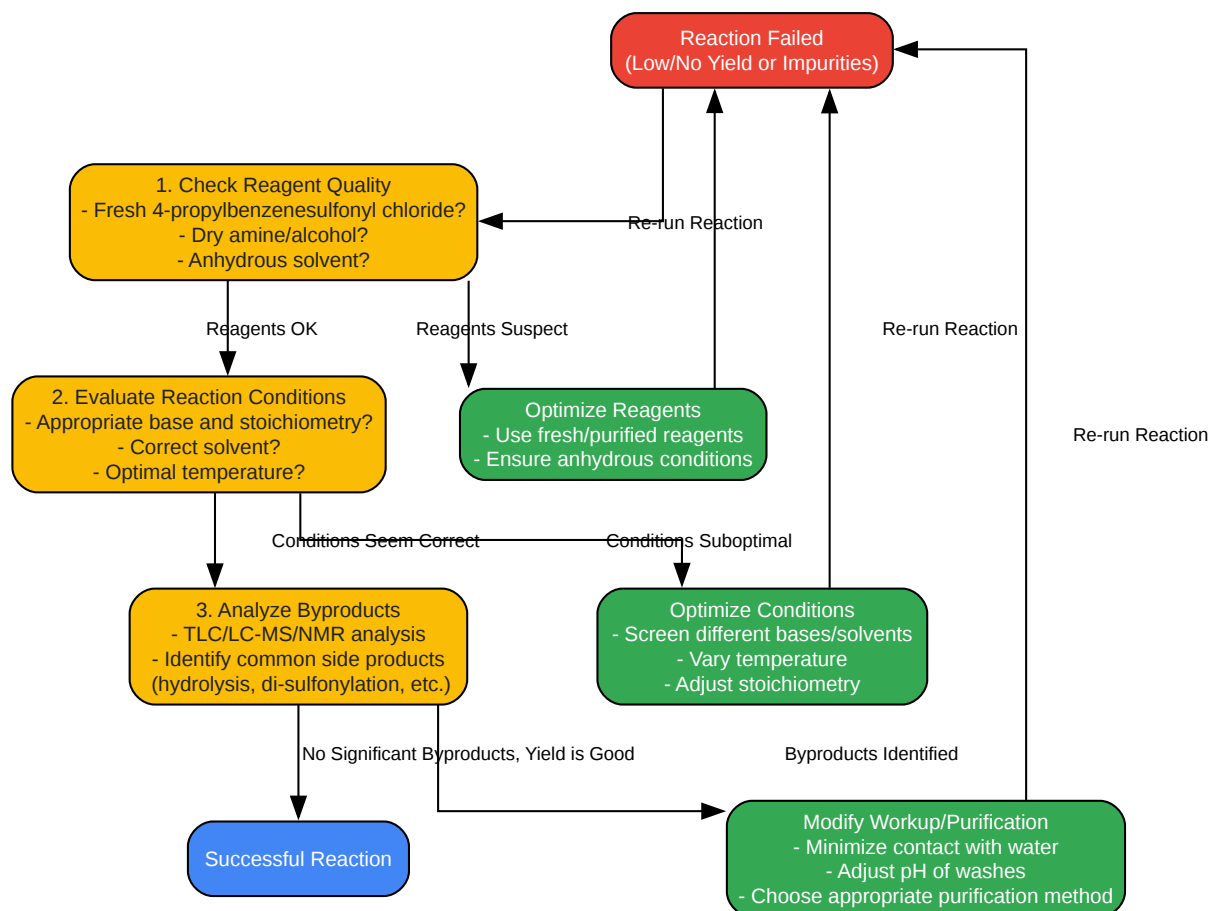 Reaction Failed
(Low/No Yield or Impurities)
1. Check Reagent Quality
- Fresh 4-propylbenzenesulfonyl chloride?
- Dry amine/alcohol?
- Anhydrous solvent?
Re-run Reaction
Reagents OK
Reagents Suspect
Re-run Reaction
2. Evaluate Reaction Conditions
- Appropriate base and stoichiometry?
- Correct solvent?
- Optimal temperature?
Optimize Reagents
- Use fresh/purified reagents
- Ensure anhydrous conditions
Re-run Reaction
Conditions Seem Correct
Conditions Suboptimal
3. Analyze Byproducts
- TLC/LC-MS/NMR analysis
- Identify common side products
(hydrolysis, di-sulfonylation, etc.)
Optimize Conditions
- Screen different bases/solvents
- Vary temperature
- Adjust stoichiometry
No Significant Byproducts, Yield is Good
Byproducts Identified
Successful Reaction
Modify Workup/Purification
- Minimize contact with water
- Adjust pH of washes
- Choose appropriate purification method